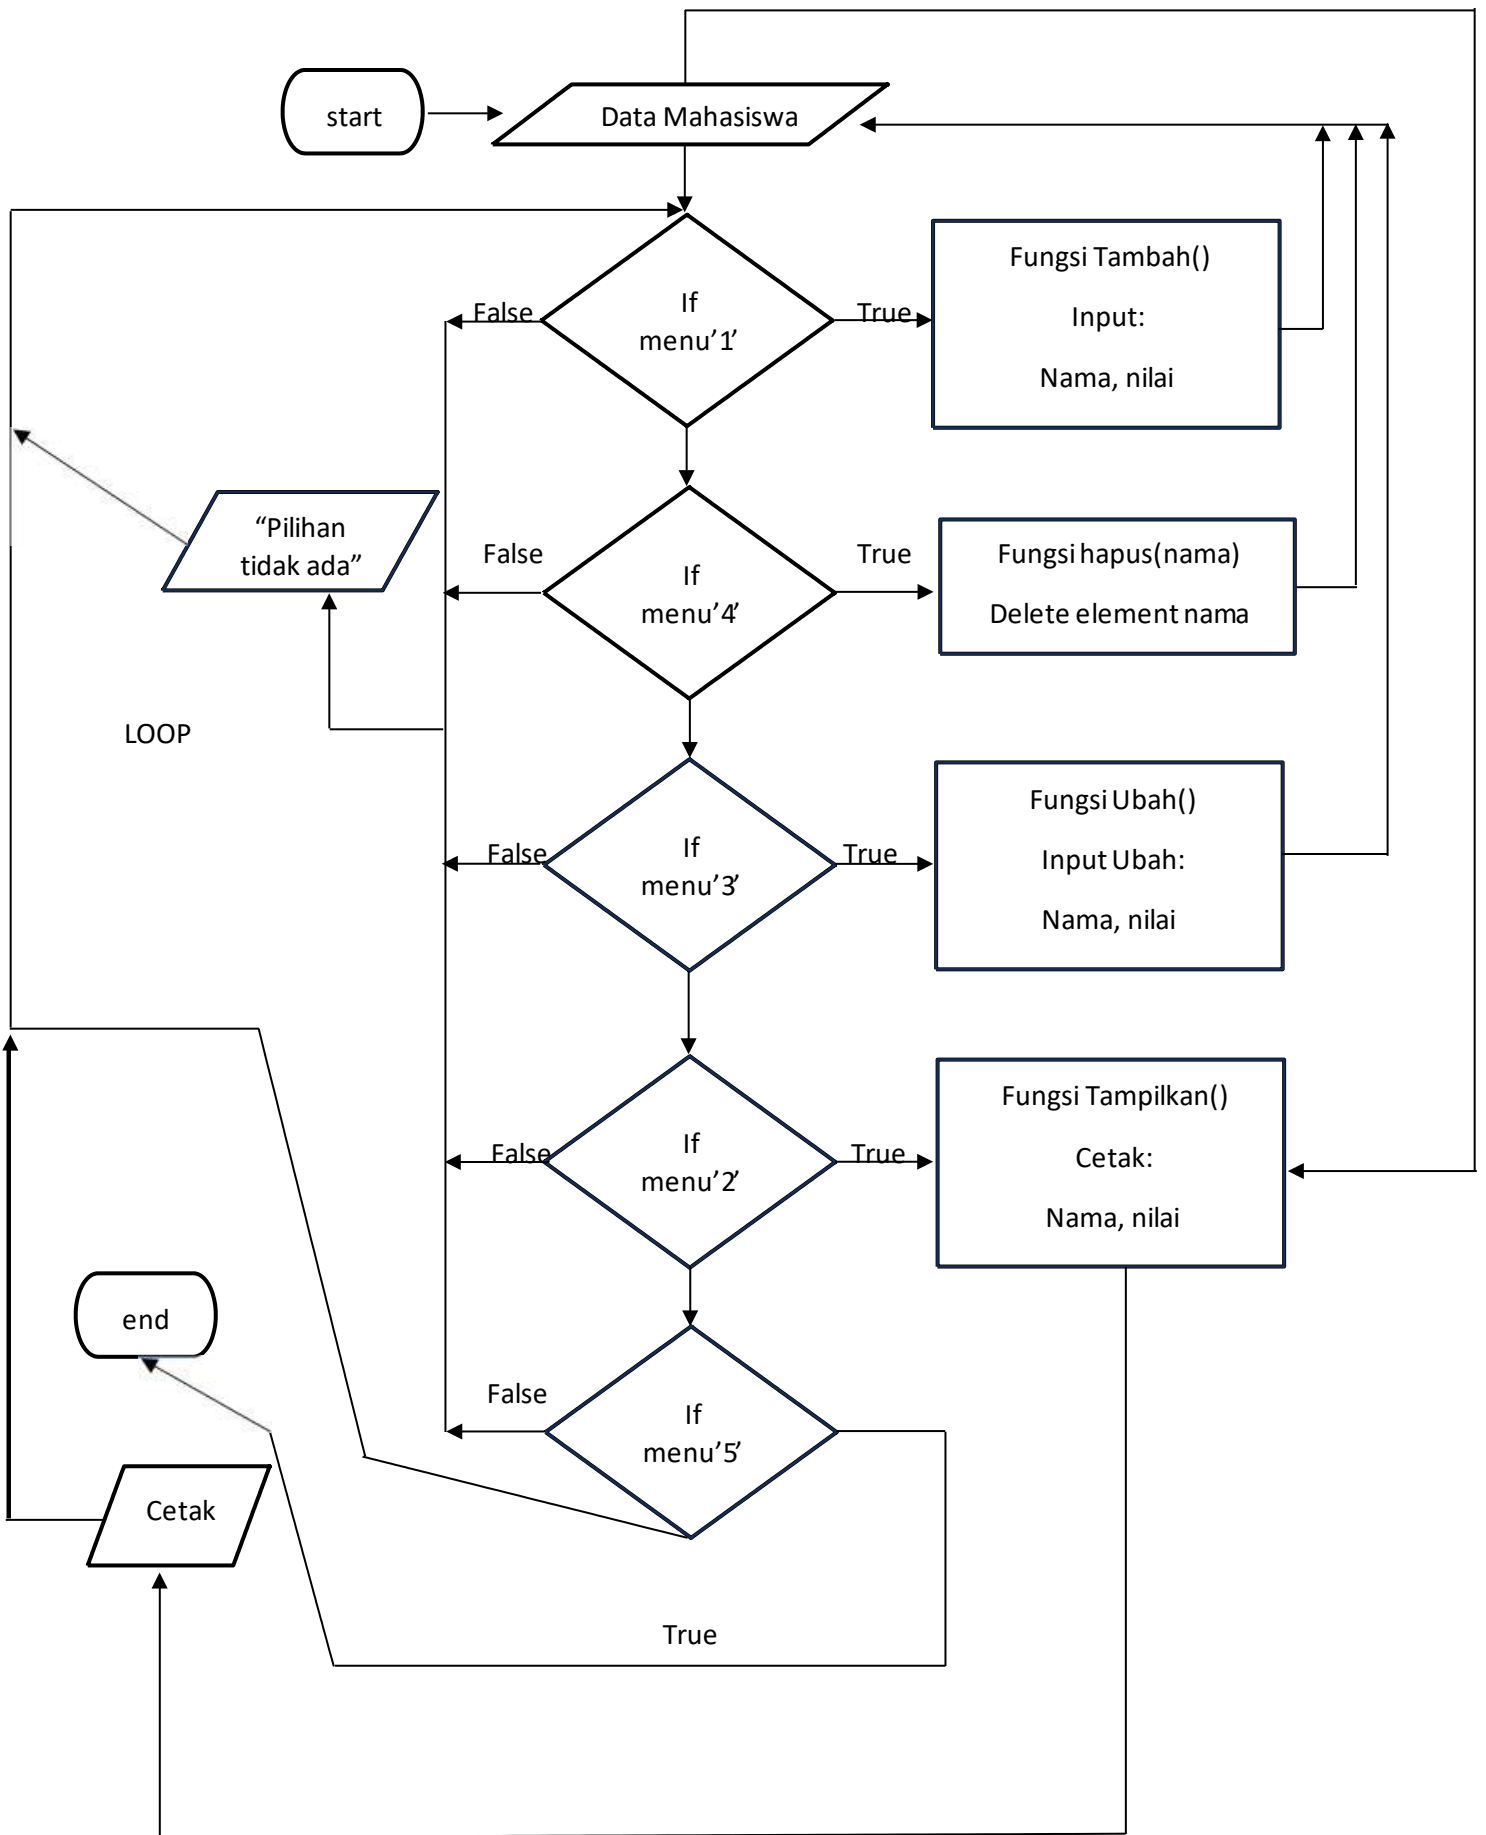 start
Data Mahasiswa
If
menu’1’
False
True
Fungsi Tambah()
Input:
Nama, nilai
“Pilihan
tidak ada”
False
If
menu’4’
True
Fungsi hapus(nama)
Delete element nama
LOOP
False
If
menu’3’
True
Fungsi Ubah()
Input Ubah:
Nama, nilai
False
If
menu’2’
True
Fungsi Tampilkan()
Cetak:
Nama, nilai
end
False
If
menu’5’
Cetak
True